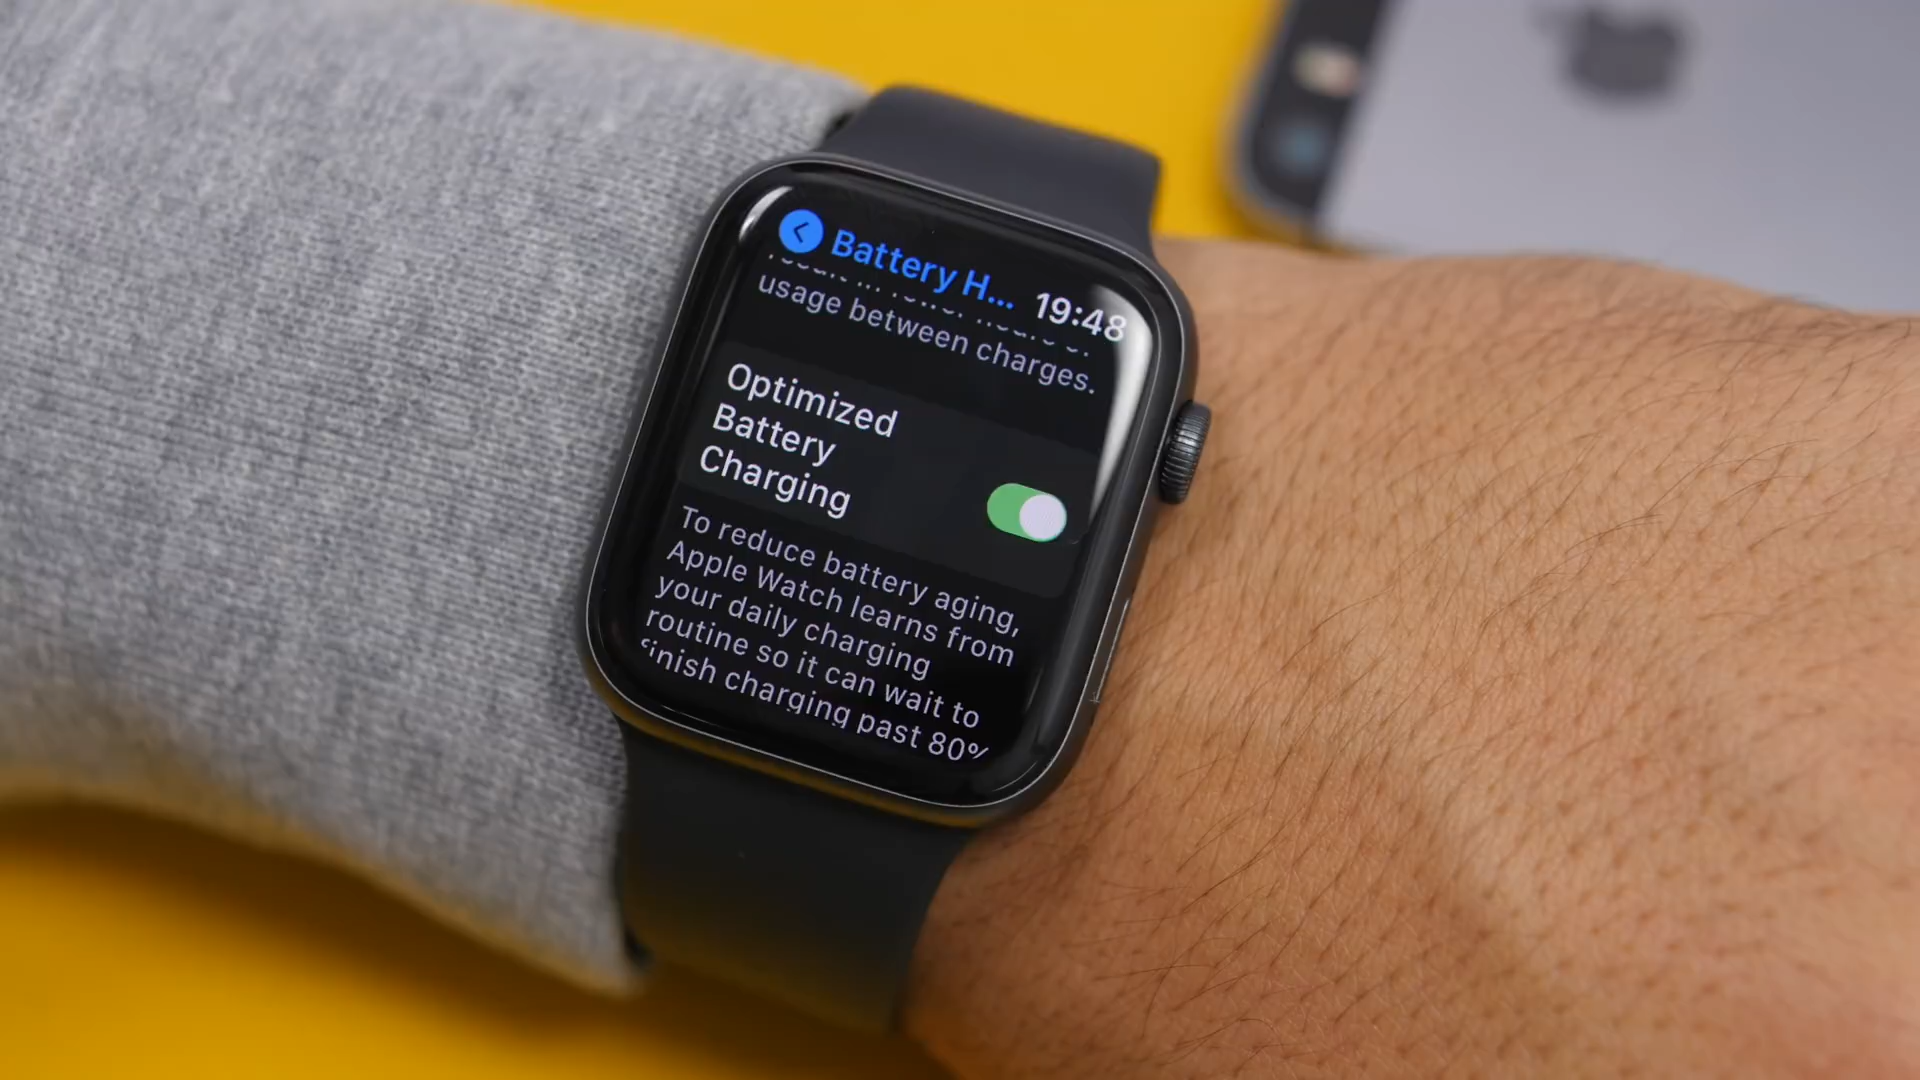 Battery H...
19:48
usage between charges.
Optimized
Battery
Charging
To reduce battery aging,
Apple Watch learns from
your daily charging
routine so it can wait to
finish charging past 80%